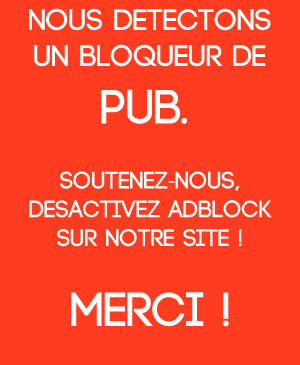 NOUS DETECTONS
UN BLOQUEUR DE
PUB.
SOUTENEZ-NOUS,
DESACTIVEZ ADBLOCK
SUR NOTRE SITE !
MERCI !